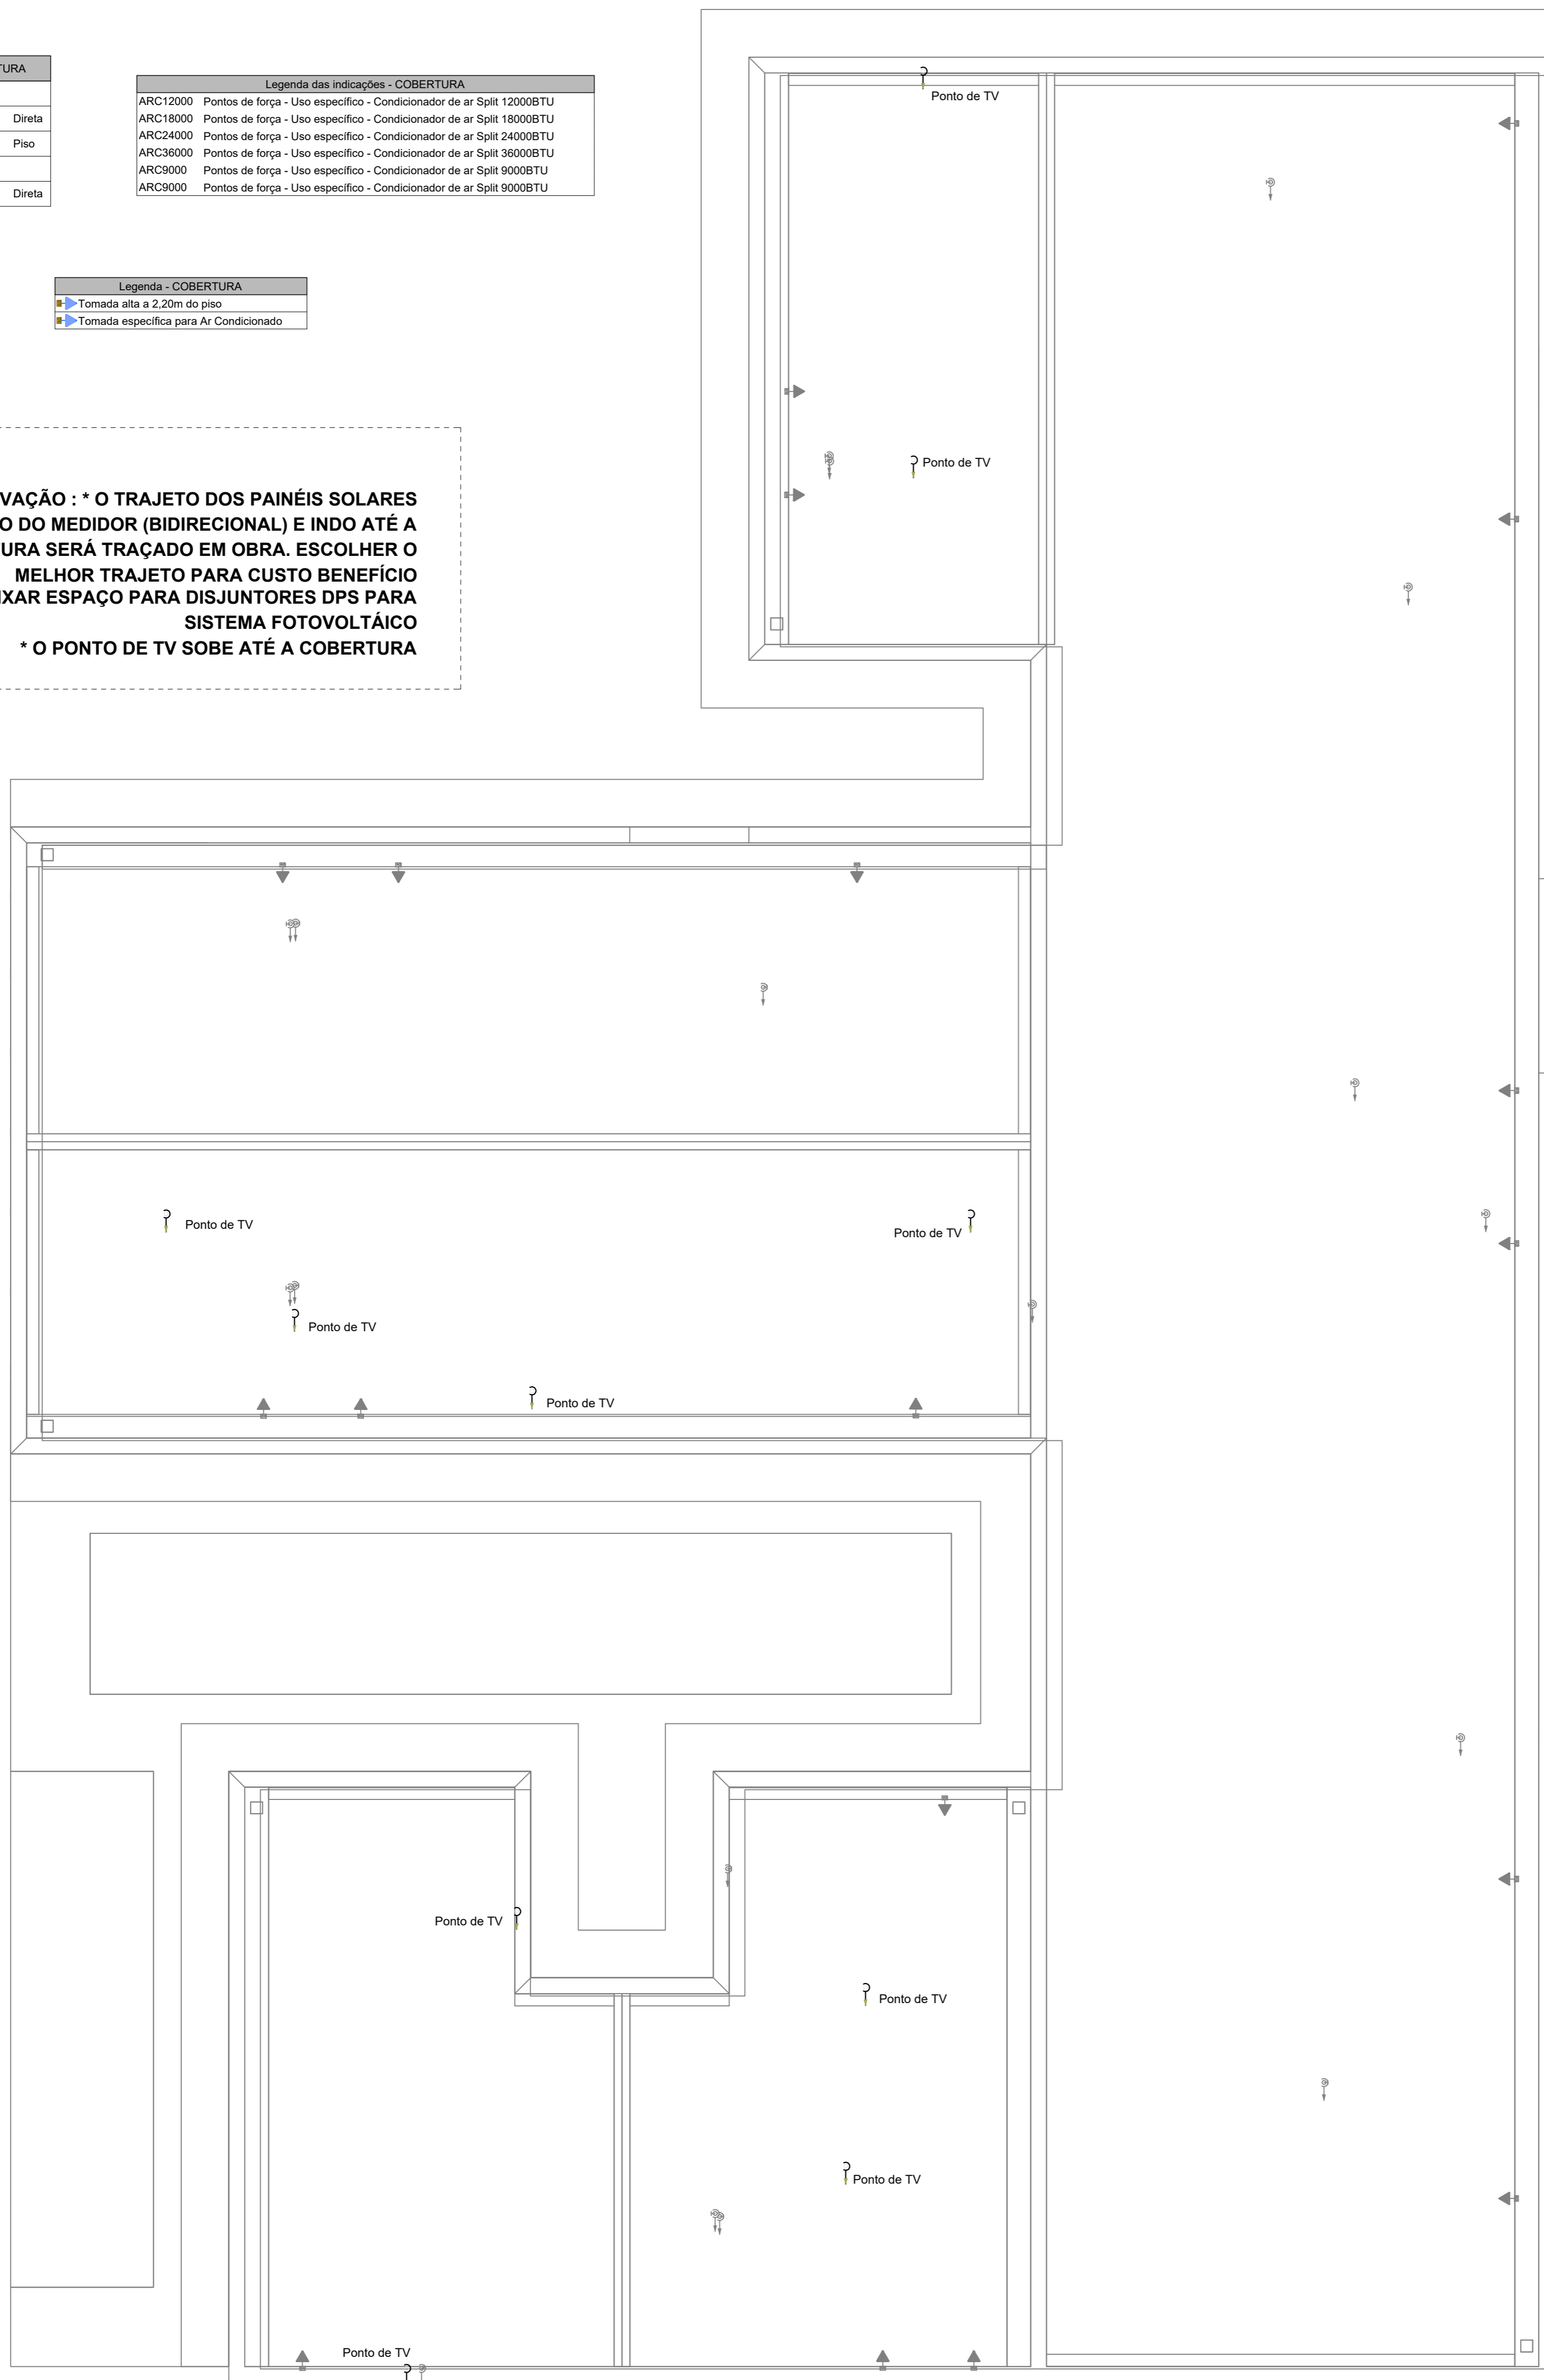 TURA
Direta
Piso
Direta
Legenda das indicações - COBERTURA
ARC12000 Pontos de força - Uso específico - Condicionador de ar Split 12000BTU
ARC18000 Pontos de força - Uso específico - Condicionador de ar Split 18000BTU
ARC24000 Pontos de força - Uso específico - Condicionador de ar Split 24000BTU
ARC36000 Pontos de força - Uso específico - Condicionador de ar Split 36000BTU
ARC9000 Pontos de força - Uso específico - Condicionador de ar Split 9000BTU
ARC9000 Pontos de força - Uso específico - Condicionador de ar Split 9000BTU
Legenda - COBERTURA
Tomada alta a 2,20m do piso
Tomada específica para Ar Condicionado
VAÇÃO : * O TRAJETO DOS PAINÉIS SOLARES
O DO MEDIDOR (BIDIRECIONAL) E INDO ATÉ A
URA SERÁ TRAÇADO EM OBRA. ESCOLHER O
MELHOR TRAJETO PARA CUSTO BENEFÍCIO
IXAR ESPAÇO PARA DISJUNTORES DPS PARA
SISTEMA FOTOVOLTÁICO
* O PONTO DE TV SOBE ATÉ A COBERTURA
Ponto de TV
Ponto de TV
Ponto de TV
Ponto de TV
Ponto de TV
Ponto de TV
Ponto de TV
Ponto de TV
Ponto de TV
Ponto de TV